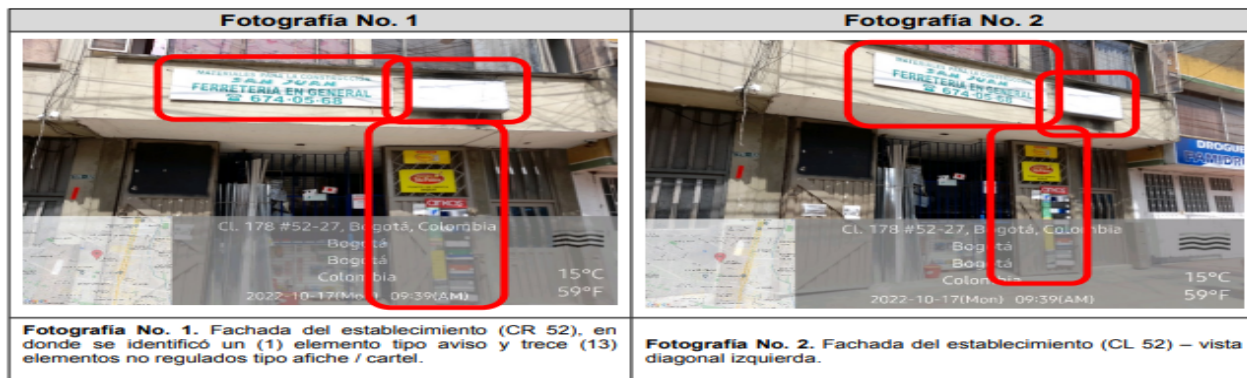 Fotografía No. 1
MATERIALES PARA LA CONSTRUCCION
SAN JUAN
FERRETERIA EN GENERAL
☎ 674-05-68
CL. 178 #52-27, Bogotá, Colombia
Bogotá
Bogotá
Colombia
15°C
2022-10-17(Mon) 09:39(AM)
59°F
Fotografía No. 1. Fachada del establecimiento (CR 52), en
donde se identificó un (1) elemento tipo aviso y trece (13)
elementos no regulados tipo afiche / cartel.
Fotografía No. 2
MATERIALES PARA LA CONSTRUCCION
SAN JUAN
FERRETERIA EN GENERAL
☎ 674-05-68
CL. 178 #52-27, Bogotá, Colombia
Bogotá
Bogotá
Colombia
15°C
2022-10-17(Mon) 09:39(AM)
59°F
Fotografía No. 2. Fachada del establecimiento (CL 52) – vista
diagonal izquierda.